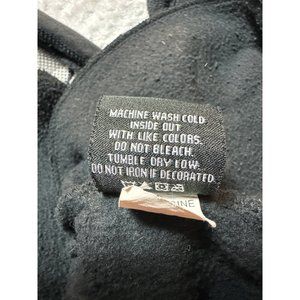 MACHINE WASH COLD
INSIDE OUT
WITH LIKE COLORS.
DO NOT BLEACH.
TUMBLE DRY LOW.
DO NOT IRON IF DECORATED.